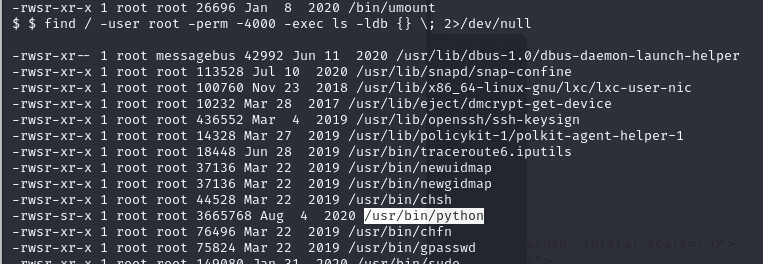 -rwsr-xr-x 1 root root 26696 Jan  8  2020 /bin/umount
$ $ find / -user root -perm -4000 -exec ls -ldb {} \; 2>/dev/null
-rwsr-xr-- 1 root messagebus 42992 Jun 11  2020 /usr/lib/dbus-1.0/dbus-daemon-launch-helper
-rwsr-xr-x 1 root root 113528 Jul 10  2020 /usr/lib/snapd/snap-confine
-rwsr-xr-x 1 root root 100760 Nov 23  2018 /usr/lib/x86_64-linux-gnu/lxc/lxc-user-nic
-rwsr-xr-x 1 root root 10232 Mar 28  2017 /usr/lib/eject/dmcrypt-get-device
-rwsr-xr-x 1 root root 436552 Mar  4  2019 /usr/lib/openssh/ssh-keysign
-rwsr-xr-x 1 root root 14328 Mar 27  2019 /usr/lib/policykit-1/polkit-agent-helper-1
-rwsr-xr-x 1 root root 18448 Jun 28  2019 /usr/bin/traceroute6.iputils
-rwsr-xr-x 1 root root 37136 Mar 22  2019 /usr/bin/newuidmap
-rwsr-xr-x 1 root root 37136 Mar 22  2019 /usr/bin/newgidmap
-rwsr-xr-x 1 root root 44528 Mar 22  2019 /usr/bin/chsh
-rwsr-sr-x 1 root root 3665768 Aug  4  2020 /usr/bin/python
-rwsr-xr-x 1 root root 76496 Mar 22  2019 /usr/bin/chfn
-rwsr-xr-x 1 root root 75824 Mar 22  2019 /usr/bin/gpasswd
-rwsr-xr-x 1 root root 149080 Jan 31  2020 /usr/bin/sudo
width, initial-scale=1.0">